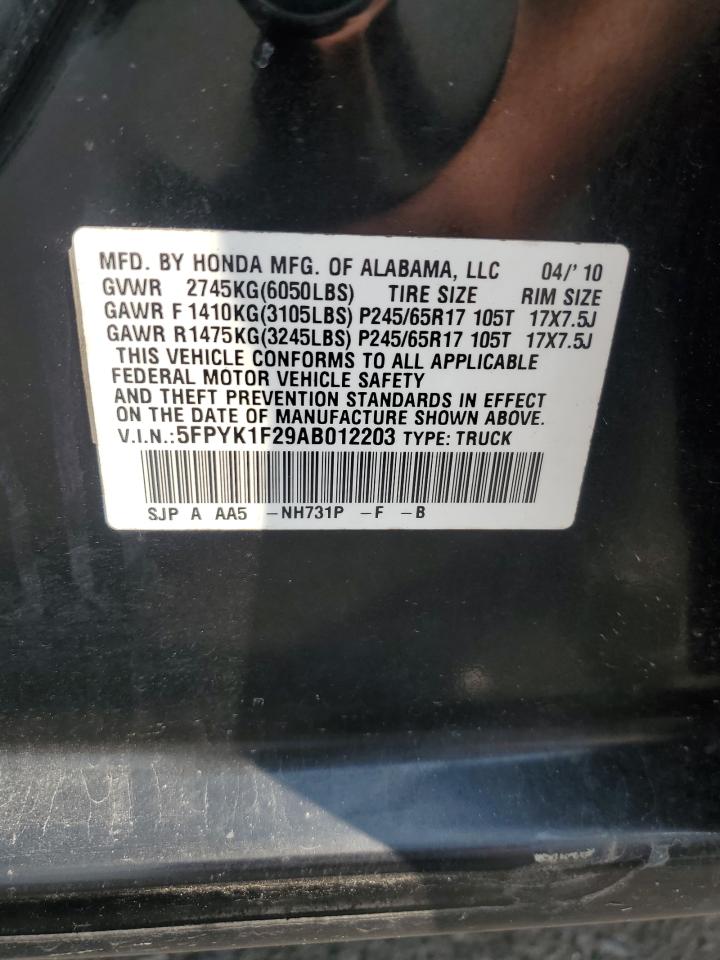 MFD. BY HONDA MFG. OF ALABAMA, LLC 04/'10
GVWR 2745KG(6050LBS) TIRE SIZE RIM SIZE
GAWR F 1410KG(3105LBS) P245/65R17 105T 17X7.5J
GAWR R 1475KG(3245LBS) P245/65R17 105T 17X7.5J
THIS VEHICLE CONFORMS TO ALL APPLICABLE
FEDERAL MOTOR VEHICLE SAFETY
AND THEFT PREVENTION STANDARDS IN EFFECT
ON THE DATE OF MANUFACTURE SHOWN ABOVE.
V.I.N.:5FPYK1F29AB012203 TYPE: TRUCK
SJP A AA5 -NH731P -F -B